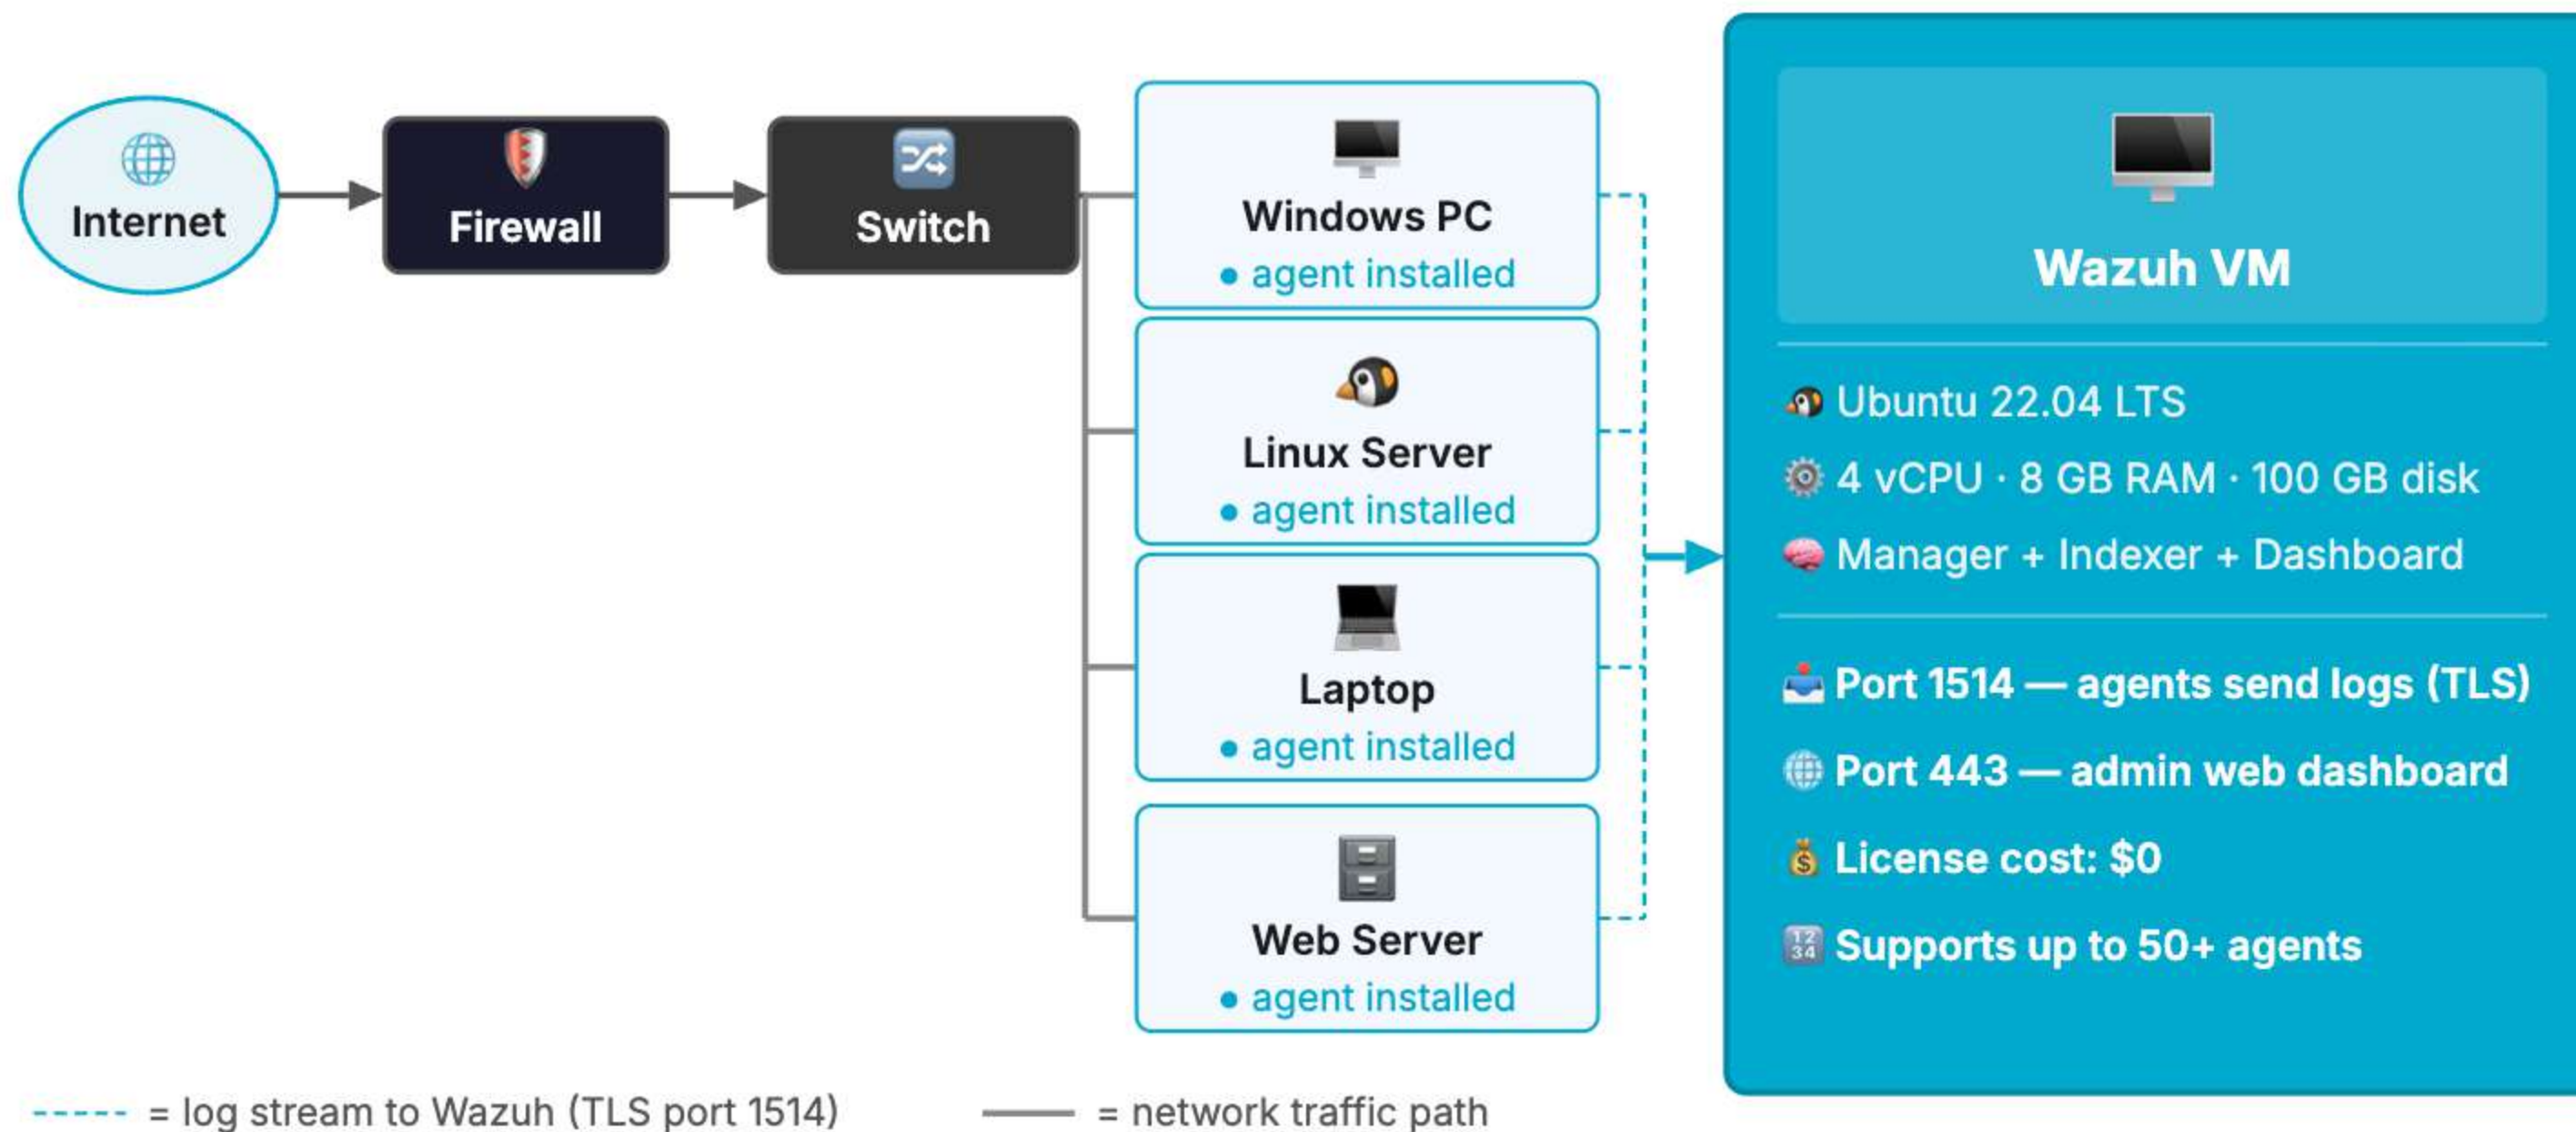 Internet
Firewall
Switch
Windows PC
• agent installed
Linux Server
• agent installed
Laptop
• agent installed
Web Server
• agent installed
Wazuh VM
Ubuntu 22.04 LTS
4 vCPU · 8 GB RAM · 100 GB disk
Manager + Indexer + Dashboard
Port 1514 — agents send logs (TLS)
Port 443 — admin web dashboard
License cost: $0
Supports up to 50+ agents
= log stream to Wazuh (TLS port 1514)
= network traffic path